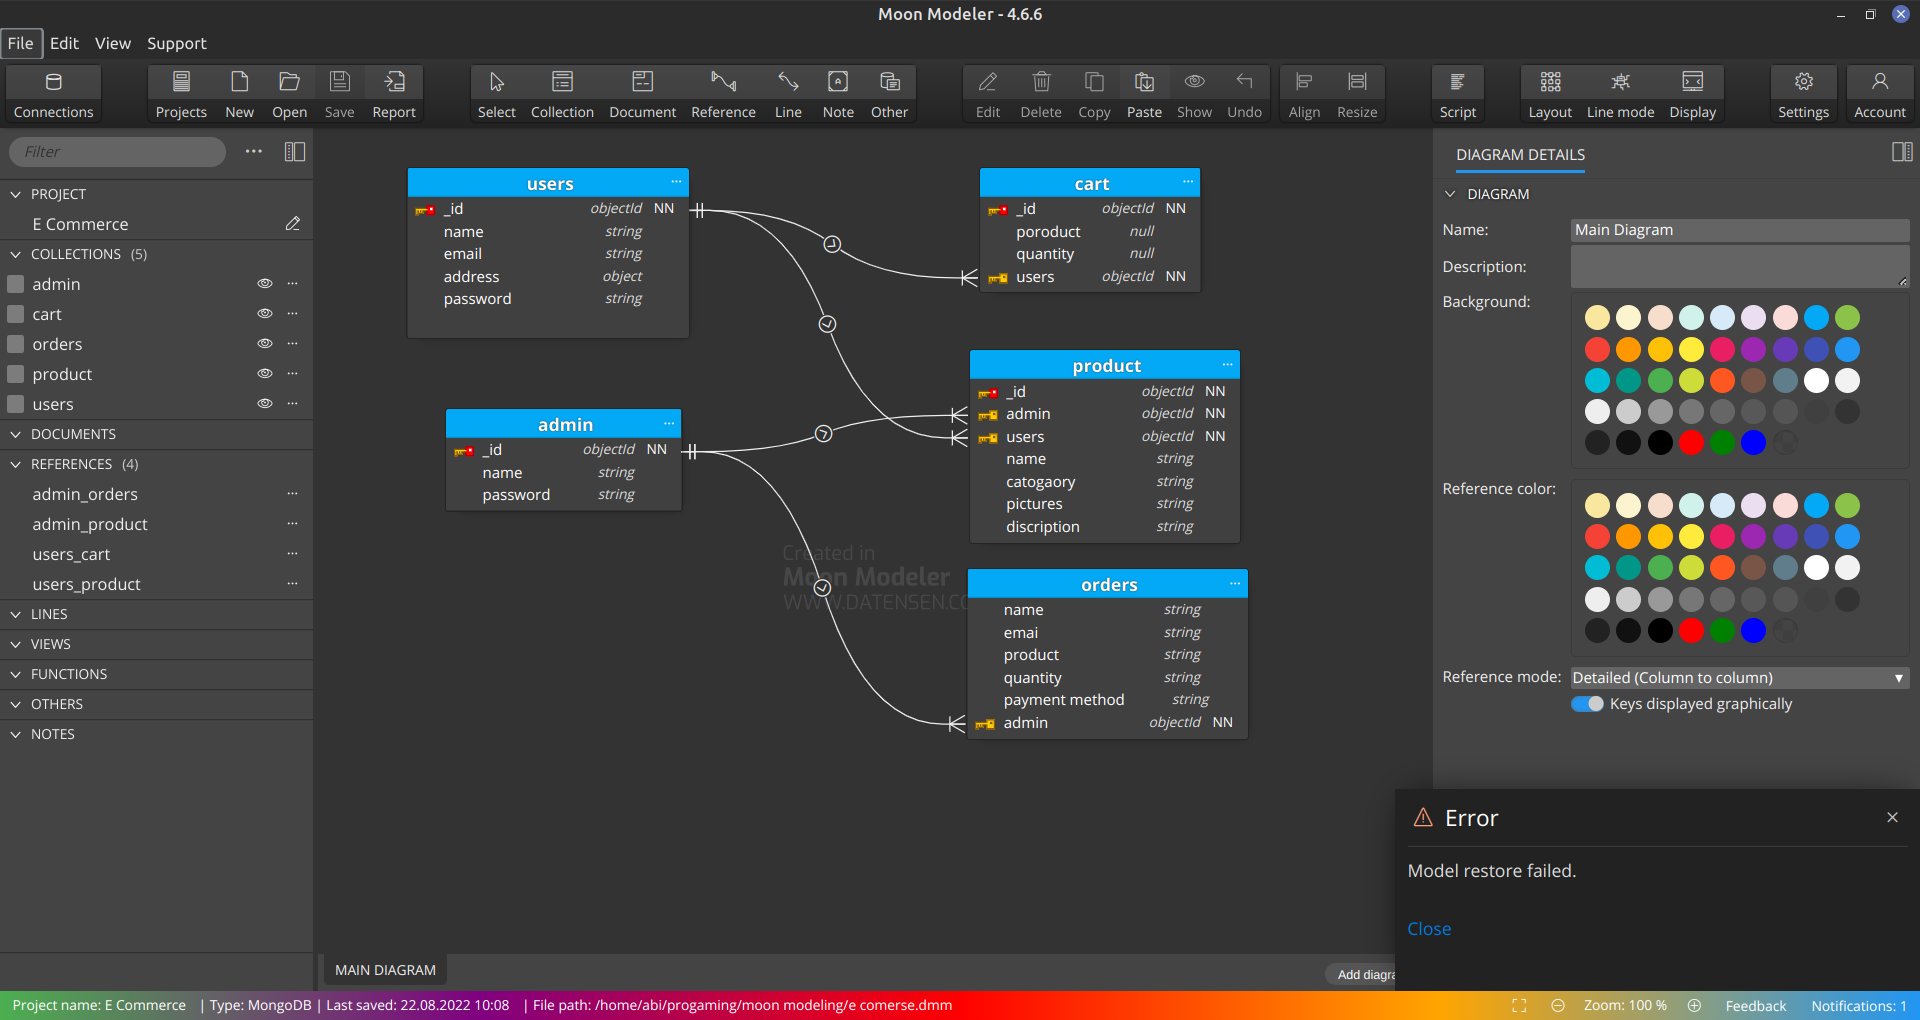 Moon Modeler - 4.6.6
File Edit View Support
Connections Projects New Open Save Report Select Collection Document Reference Line Note Other Edit Delete Copy Paste Show Undo Align Resize Script Layout Line mode Display Settings Account
Filter
PROJECT
E Commerce
COLLECTIONS (5)
admin
cart
orders
product
users
DOCUMENTS
REFERENCES (4)
admin_orders
admin_product
users_cart
users_product
LINES
VIEWS
FUNCTIONS
OTHERS
NOTES
users
_id objectId NN
name string
email string
address object
password string
cart
_id objectId NN
poroduct null
quantity null
users objectId NN
admin
_id objectId NN
name string
password string
product
_id objectId NN
admin objectId NN
users objectId NN
name string
catogaory string
pictures string
discription string
Created in
Moon Modeler
WWW.DATENSEN.CO
orders
name string
emai string
product string
quantity string
payment method string
admin objectId NN
MAIN DIAGRAM
Add diagra
DIAGRAM DETAILS
DIAGRAM
Name: Main Diagram
Description:
Background:
Reference color:
Reference mode: Detailed (Column to column)
Keys displayed graphically
Error
Model restore failed.
Close
Project name: E Commerce | Type: MongoDB | Last saved: 22.08.2022 10:08 | File path: /home/abi/progaming/moon modeling/e comerse.dmm
Zoom: 100 % Feedback Notifications: 1